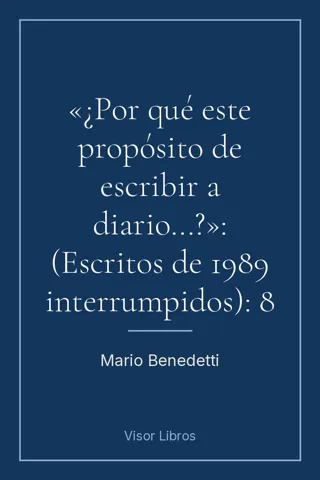 «¿Por qué este
propósito de
escribir a
diario...?»:
(Escritos de 1989
interrumpidos): 8
Mario Benedetti
Visor Libros